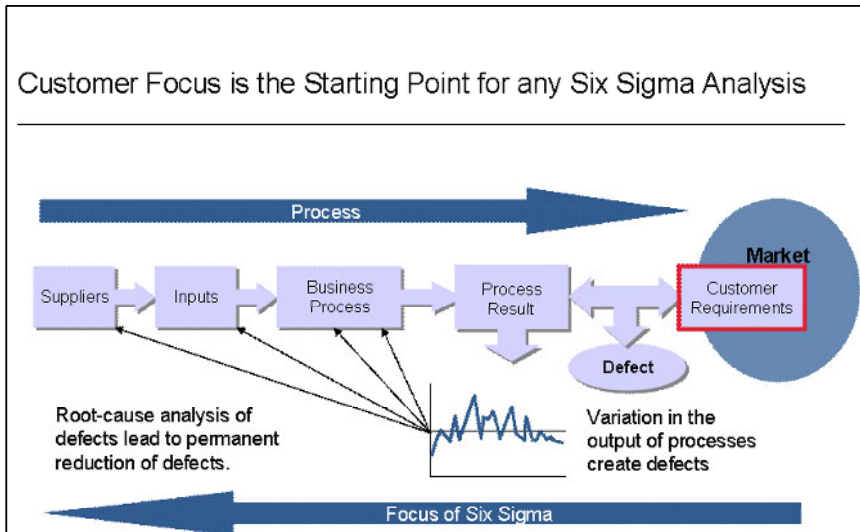 Customer Focus is the Starting Point for any Six Sigma Analysis
Process
Market
Suppliers
Inputs
Business
Process
Process
Result
Customer
Requirements
Defect
Root-cause analysis of
defects lead to permanent
reduction of defects.
Variation in the
output of processes
create defects
Focus of Six Sigma